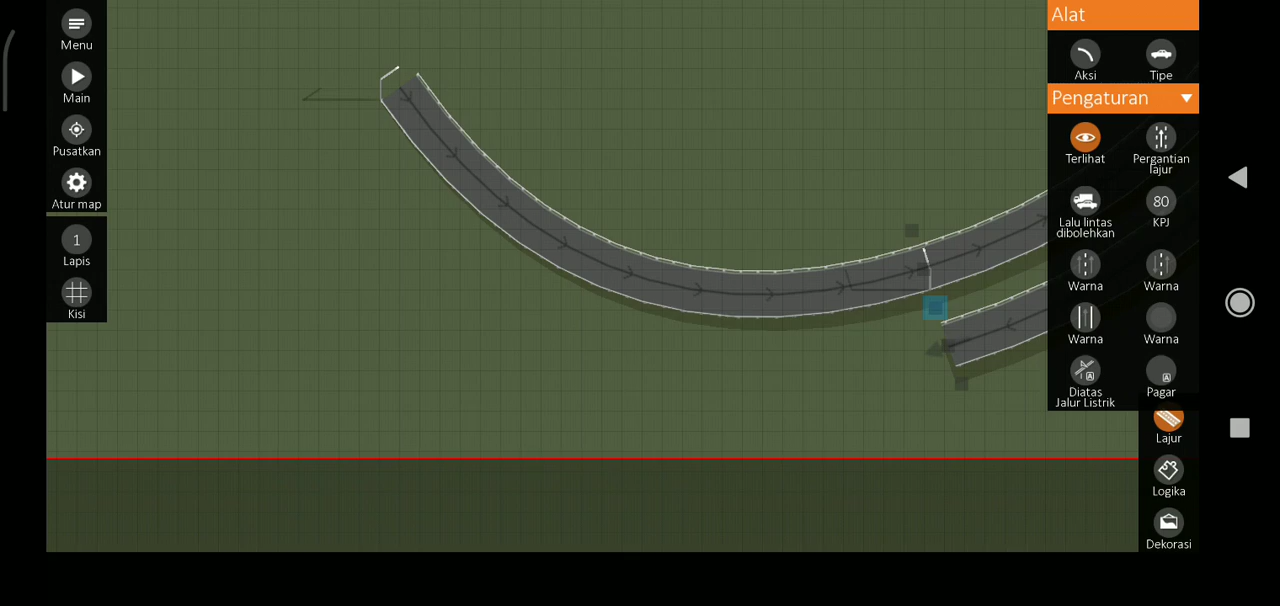 Menu
Main
Pusatkan
Atur map
1
Lapis
Kisi
Alat
Aksi
Tipe
Pengaturan
Terlihat
Pergantian
lajur
Lalu lintas
dibolehkan
80
KPJ
Warna
Warna
Warna
Warna
A
Diatas
Jalur Listrik
A
Pagar
Lajur
Logika
Dekorasi